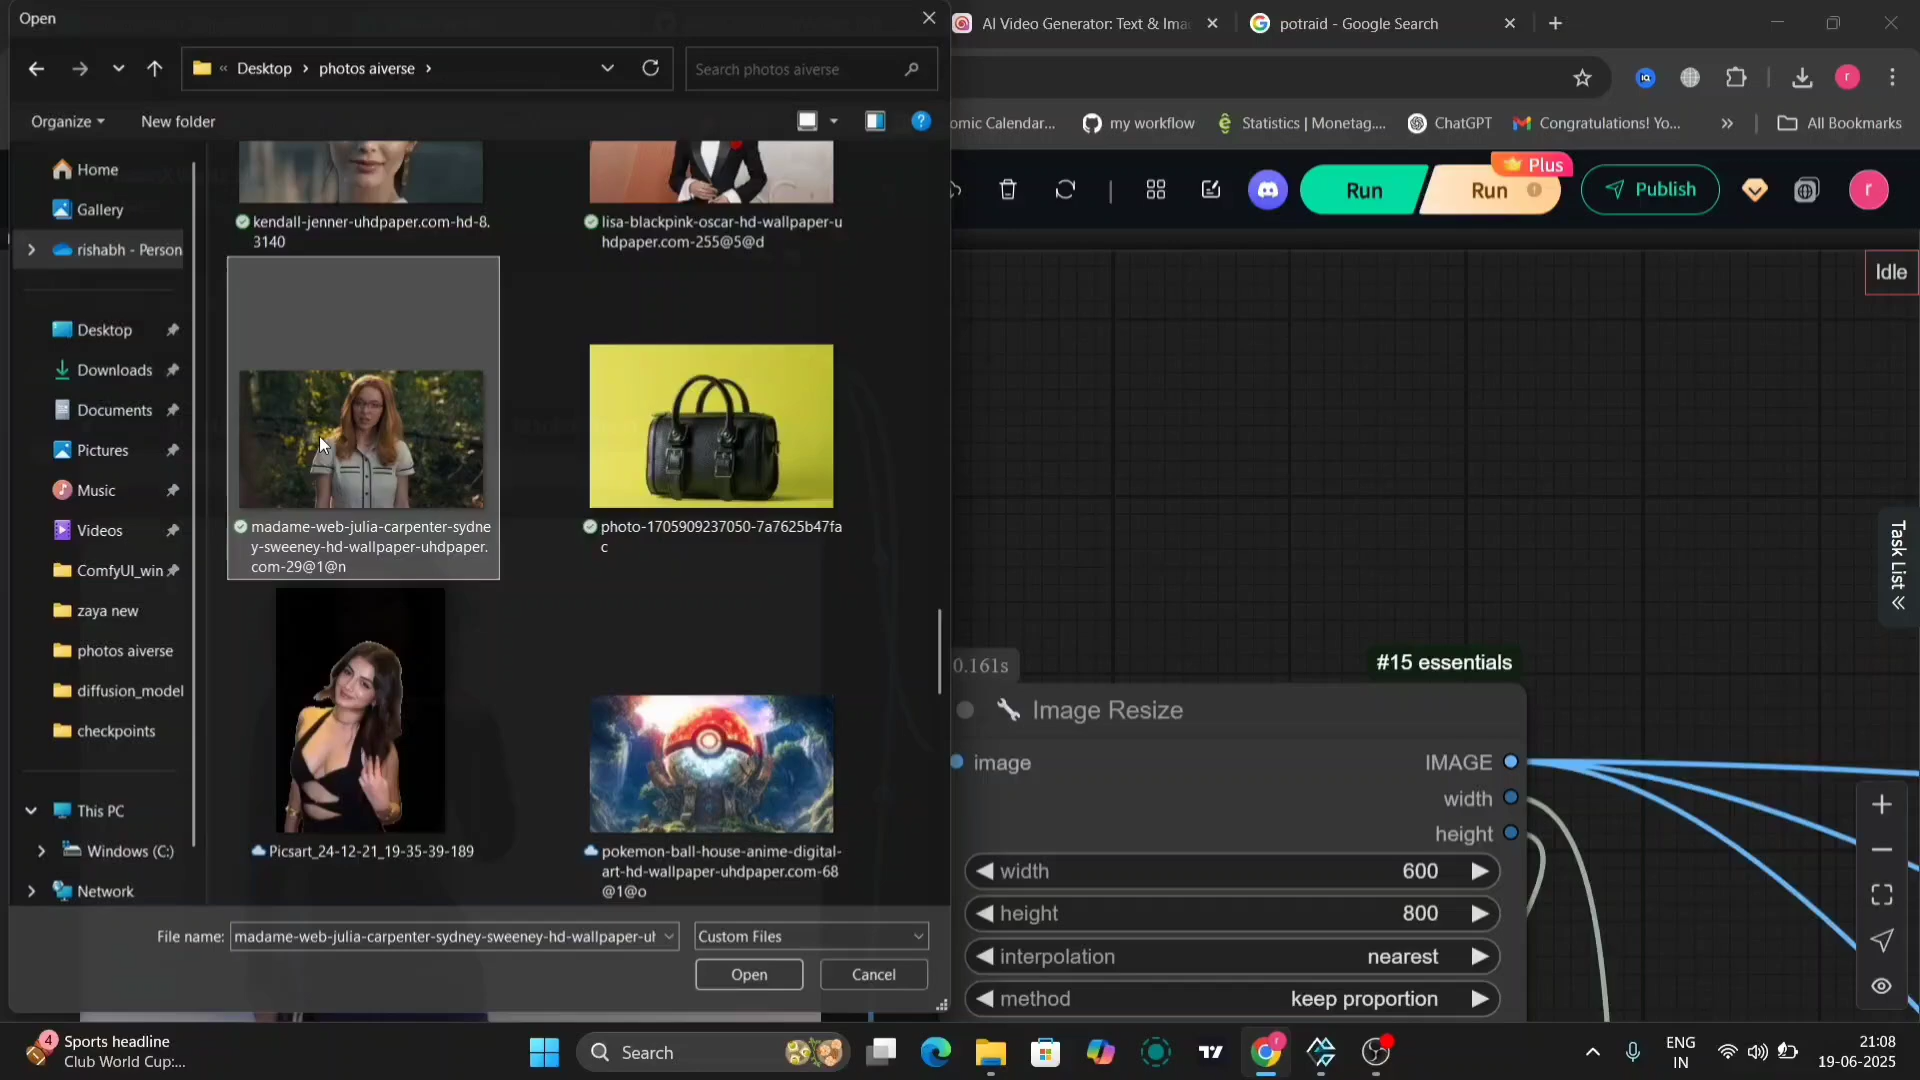 Open
AI Video Generator: Text & Ima
potraid - Google Search
Desktop
photos aiverse
Search photos aiverse
Organize
New folder
omic Calendar...
my workflow
Statistics | Monetag....
ChatGPT
Congratulations! Yo...
All Bookmarks
Home
Gallery
rishabh - Person
Desktop
Downloads
Documents
Pictures
Music
Videos
ComfyUI_win
zaya new
photos aiverse
diffusion_model
checkpoints
This PC
Windows (C:)
Network
kendall-jenner-uhdpaper.com-hd-8.
3140
lisa-blackpink-oscar-hd-wallpaper-u
hdpaper.com-255@5@d
madame-web-julia-carpenter-sydne
y-sweeney-hd-wallpaper-uhdpaper.
com-29@1@n
photo-1705909237050-7a7625b47fa
c
Picsart_24-12-21_19-35-39-189
pokemon-ball-house-anime-digital-
art-hd-wallpaper-uhdpaper.com-68
@1@o
File name:
madame-web-julia-carpenter-sydney-sweeney-hd-wallpaper-ul
Custom Files
Open
Cancel
Run
Run
Plus
Publish
r
r
Idle
Task List
0.161s
#15 essentials
Image Resize
image
IMAGE
width
height
width 600
height 800
interpolation nearest
method keep proportion
4
Sports headline
Club World Cup:...
Search
ENG
IN
21:08
19-06-2025